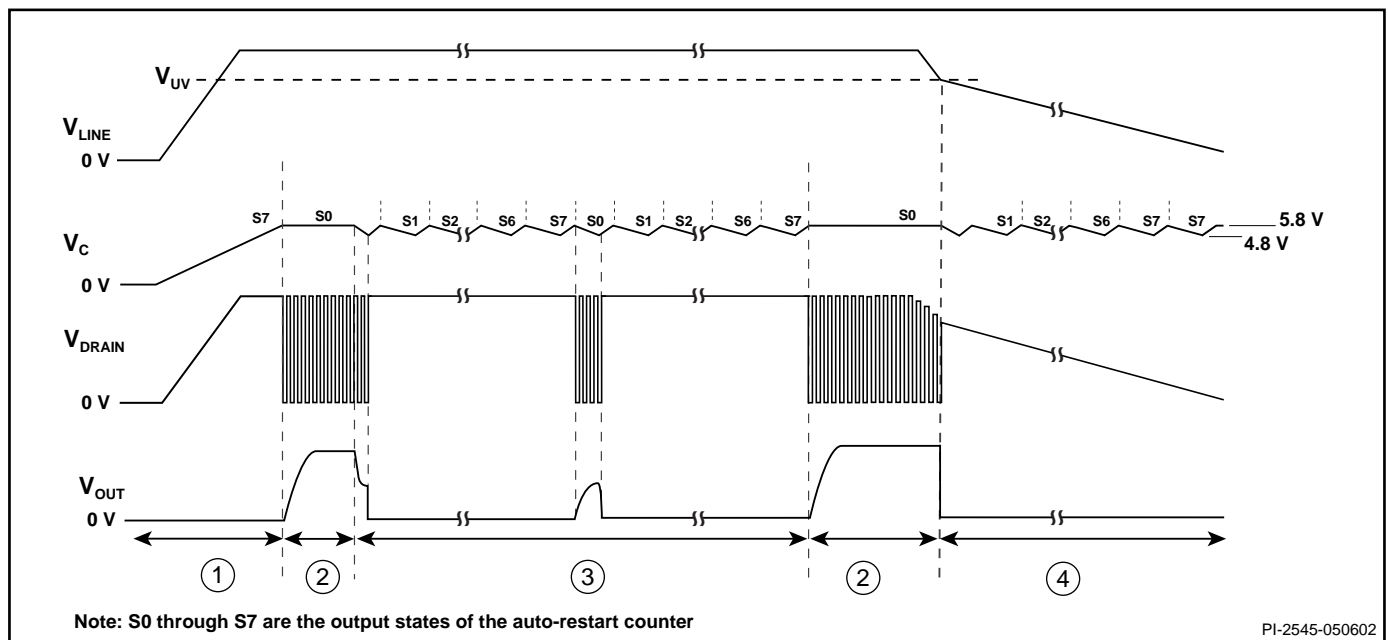 V_UV
V_LINE
0 V
S7 S0 S1 S2 S6 S7 S0 S1 S2 S6 S7 S0 S1 S2 S6 S7 S7
5.8 V
4.8 V
V_C
0 V
V_DRAIN
0 V
V_OUT
0 V
1 2 3 2 4
Note: S0 through S7 are the output states of the auto-restart counter
PI-2545-050602